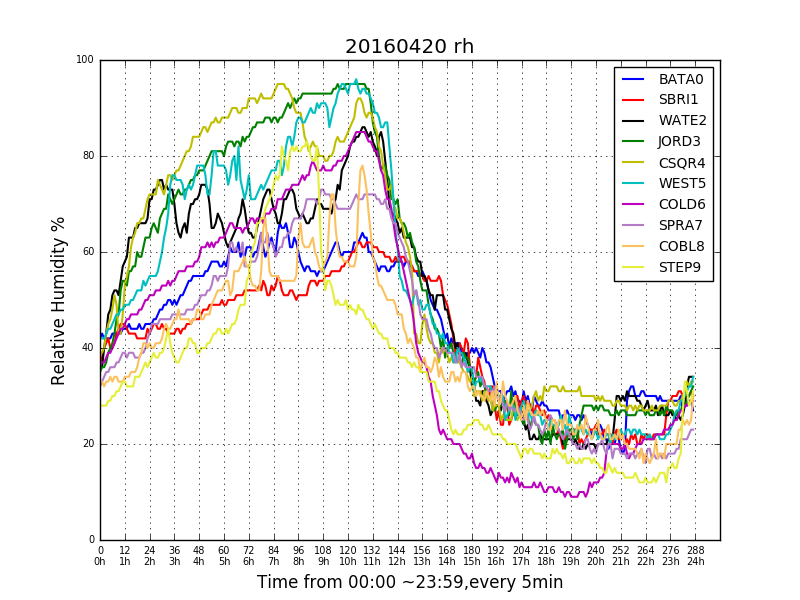 20160420 rh
100
80
60
40
20
0
Relative Humidity %
BATA0
SBRI1
WATE2
JORD3
CSQR4
WEST5
COLD6
SPRA7
COBL8
STEP9
0 12 24 36 48 60 72 84 96 108 120 132 144 156 168 180 192 204 216 228 240 252 264 276 288
0h 1h 2h 3h 4h 5h 6h 7h 8h 9h 10h 11h 12h 13h 14h 15h 16h 17h 18h 19h 20h 21h 22h 23h 24h
Time from 00:00 ~23:59,every 5min